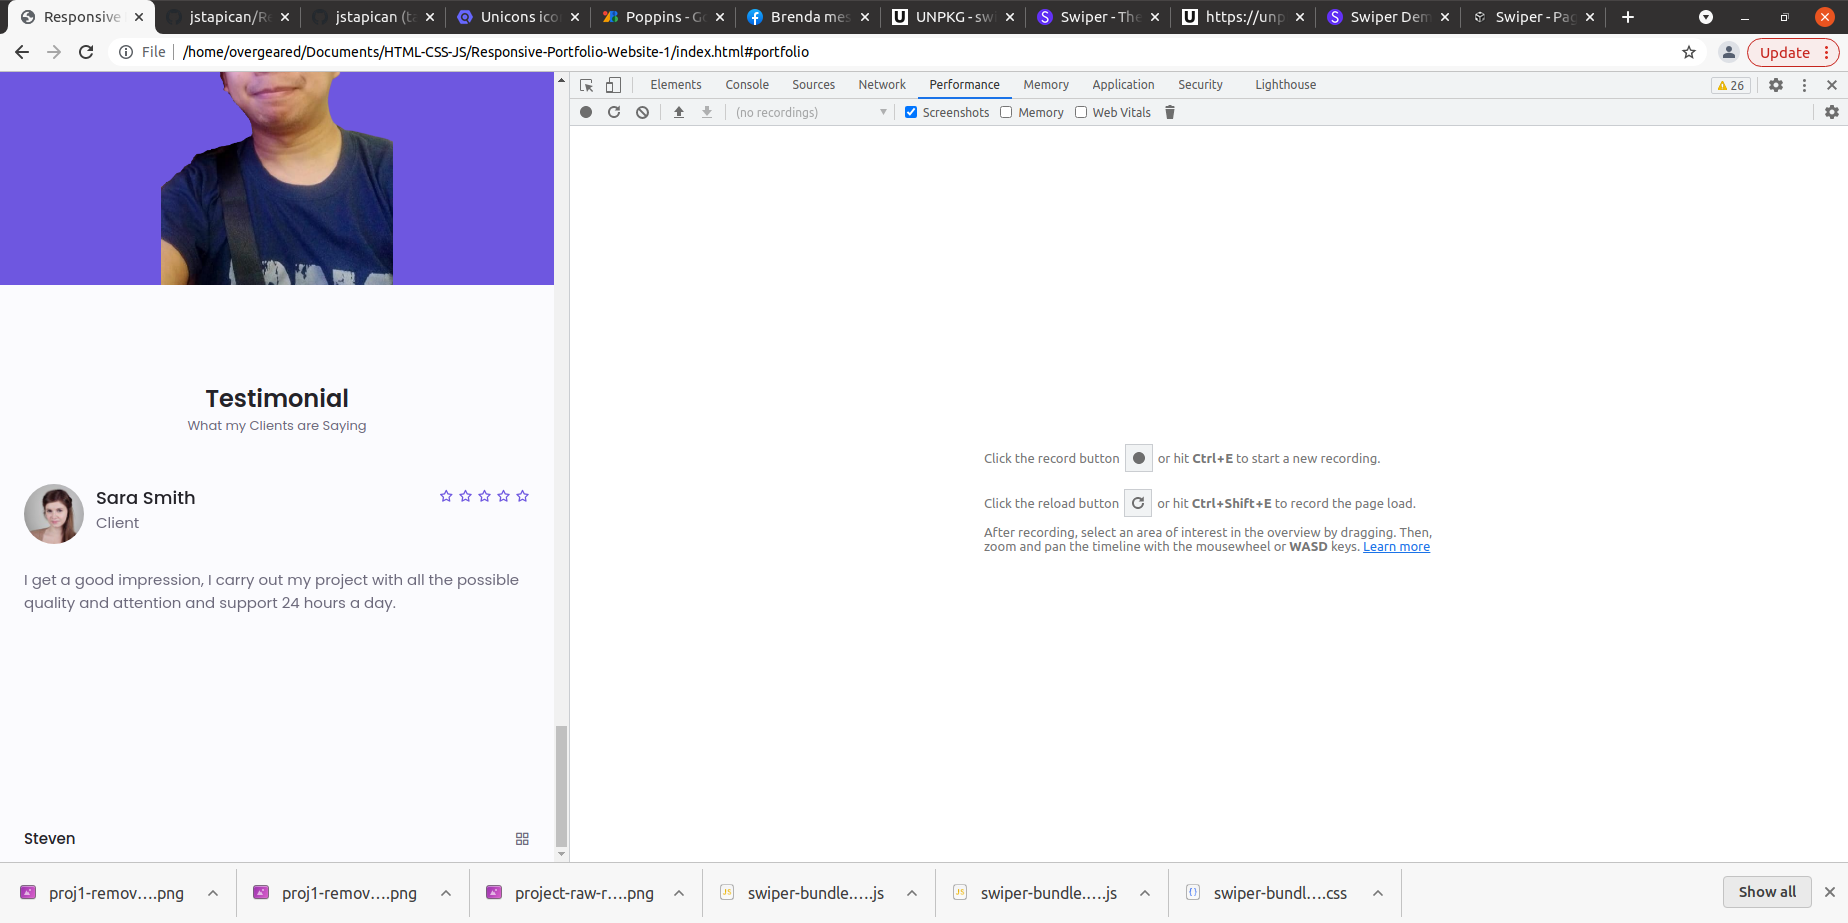 Responsive
jstapican/Re
jstapican (ta
Unicons ico
Poppins - Go
Brenda mes
UNPKG - swi
Swiper - The
https://unp
Swiper Dem
Swiper - Pag
File /home/overgeared/Documents/HTML-CSS-JS/Responsive-Portfolio-Website-1/index.html#portfolio
Update
Elements Console Sources Network Performance Memory Application Security Lighthouse
26
(no recordings) Screenshots Memory Web Vitals
Testimonial
What my Clients are Saying
Sara Smith
Client
I get a good impression, I carry out my project with all the possible
quality and attention and support 24 hours a day.
Steven
Click the record button or hit Ctrl+E to start a new recording.
Click the reload button or hit Ctrl+Shift+E to record the page load.
After recording, select an area of interest in the overview by dragging. Then,
zoom and pan the timeline with the mousewheel or WASD keys. Learn more
proj1-remov....png
proj1-remov....png
project-raw-r....png
swiper-bundle.....js
swiper-bundle.....js
swiper-bundl....css
Show all